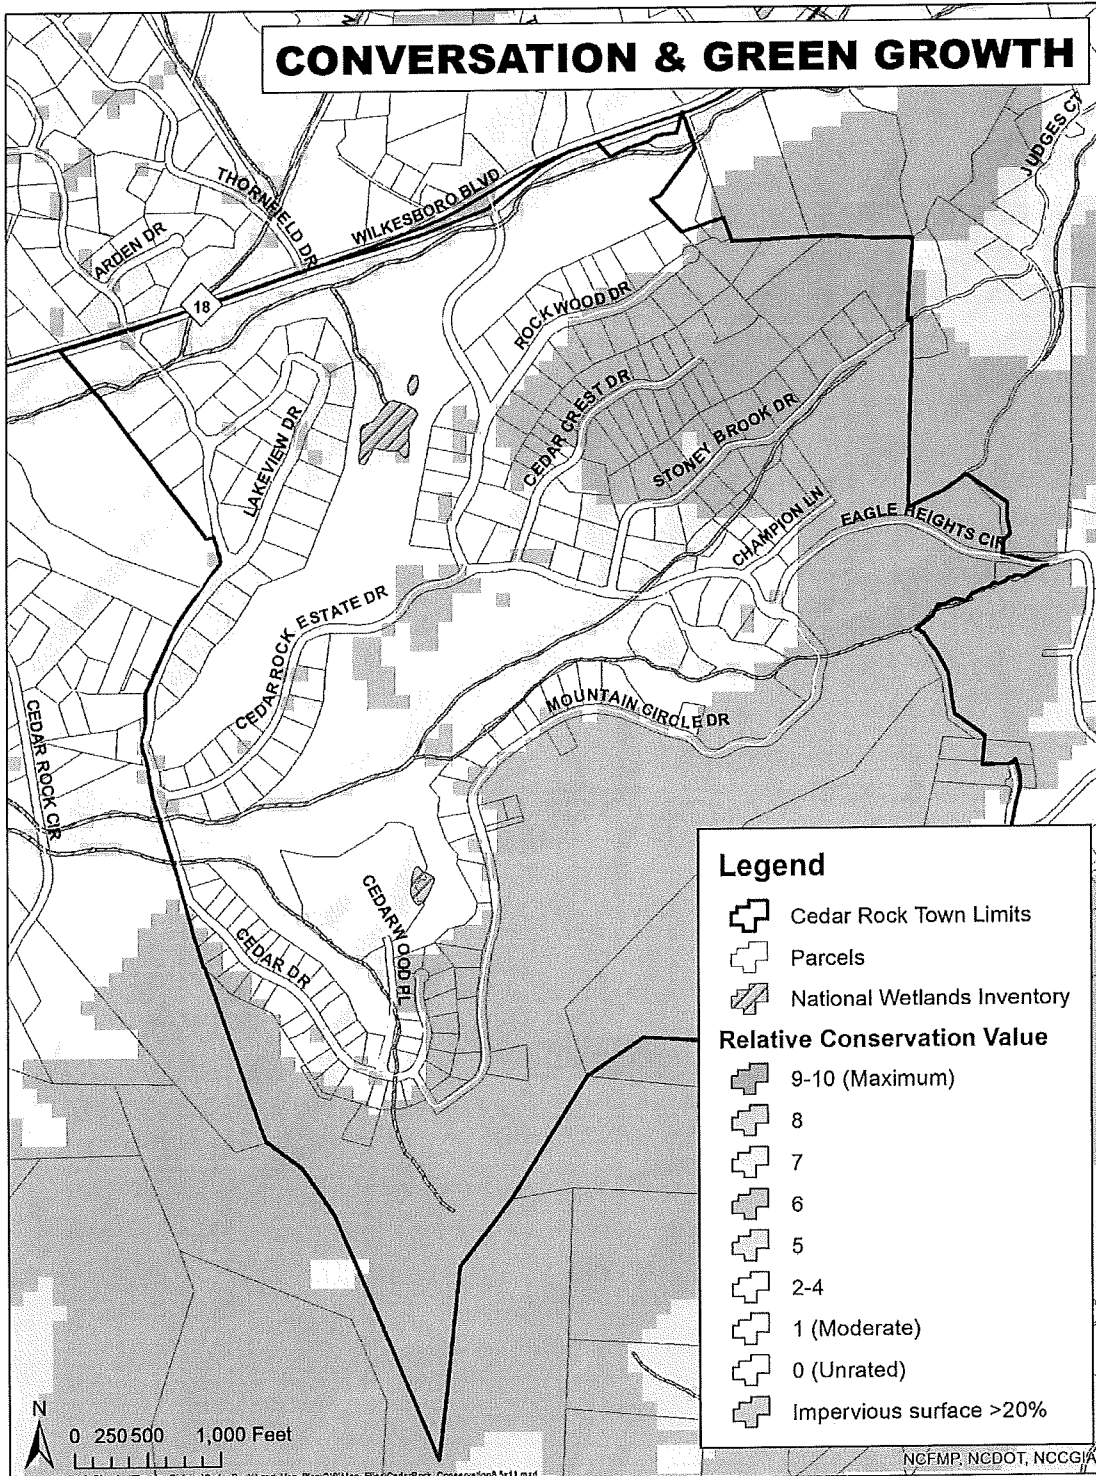 CONVERSATION & GREEN GROWTH
JUDGES CT
THORNFIELD DR
WILKESBORO BLVD
ARDEN DR
18
ROCKWOOD DR
CEDAR CREST DR
LAKEVIEW DR
STONEY BROOK DR
CHAMPION LN
EAGLE HEIGHTS CIR
CEDAR ROCK ESTATE DR
MOUNTAIN CIRCLE DR
CEDAR ROCK CIR
CEDARWOOD PL
CEDAR DR
Legend
Cedar Rock Town Limits
Parcels
National Wetlands Inventory
Relative Conservation Value
9-10 (Maximum)
8
7
6
5
2-4
1 (Moderate)
0 (Unrated)
Impervious surface >20%
N
0 250 500 1,000 Feet
NCFMP, NCDOT, NCCGIA